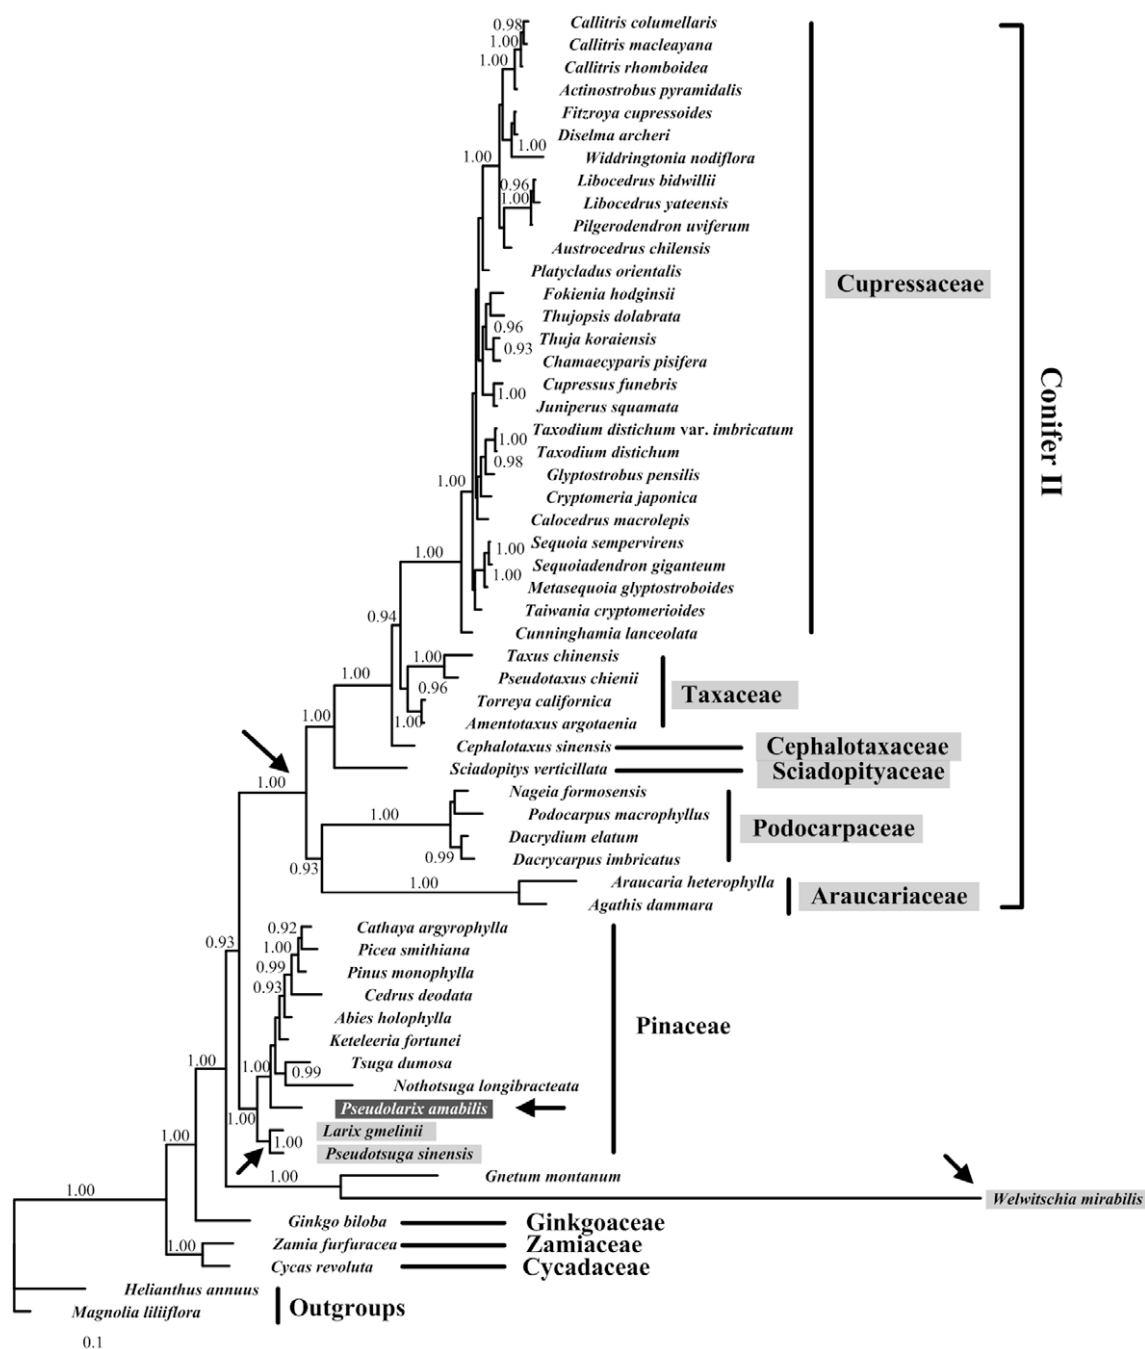 0.98 Callitris columellaris
1.00 Callitris macleayana
1.00 Callitris rhomboidea
Actinostrobus pyramidalis
Fitzroya cupressoides
Diselma archeri
1.00
1.00 Widdringtonia nodiflora
0.96 Libocedrus bidwillii
1.00 Libocedrus yateensis
Pilgerodendron uviferum
Austrocedrus chilensis
Platycladus orientalis
Cupressaceae
Fokienia hodginsii
Thujopsis dolabrata
0.96
Thuja koraiensis
0.93
Chamaecyparis pisifera
Cupressus funebris
1.00
Juniperus squamata
Conifer II
Taxodium distichum var. imbricatum
1.00
Taxodium distichum
0.98
Glyptostrobus pensilis
1.00
Cryptomeria japonica
Calocedrus macrolepis
Sequoia sempervirens
1.00
1.00
Sequoiadendron giganteum
1.00
Metasequoia glyptostroboides
Taiwania cryptomerioides
0.94
Cunninghamia lanceolata
1.00 Taxus chinensis
1.00
Pseudotaxus chienii
0.96
Taxaceae
Torreya californica
1.00
1.00 Amentotaxus argotaenia
Cephalotaxus sinensis Cephalotaxaceae
Sciadopitys verticillata Sciadopityaceae
1.00
Nageia formosensis
1.00 Podocarpus macrophyllus
Podocarpaceae
Dacrydium elatum
0.99 Dacrycarpus imbricatus
0.93
1.00 Araucaria heterophylla
Araucariaceae
Agathis dammara
0.92 Cathaya argyrophylla
0.93
1.00 Picea smithiana
0.99 Pinus monophylla
0.93
Cedrus deodata
Abies holophylla
Pinaceae
Keteleeria fortunei
1.00
1.00
Tsuga dumosa
0.99
Nothotsuga longibracteata
Pseudolarix amabilis
1.00
Larix gmelinii
1.00
1.00
Pseudotsuga sinensis
1.00 Gnetum montanum
1.00
Welwitschia mirabilis
Ginkgo biloba Ginkgoaceae
1.00 Zamia furfuracea Zamiaceae
Cycas revoluta Cycadaceae
Helianthus annuus
Outgroups
Magnolia liliiflora
0.1